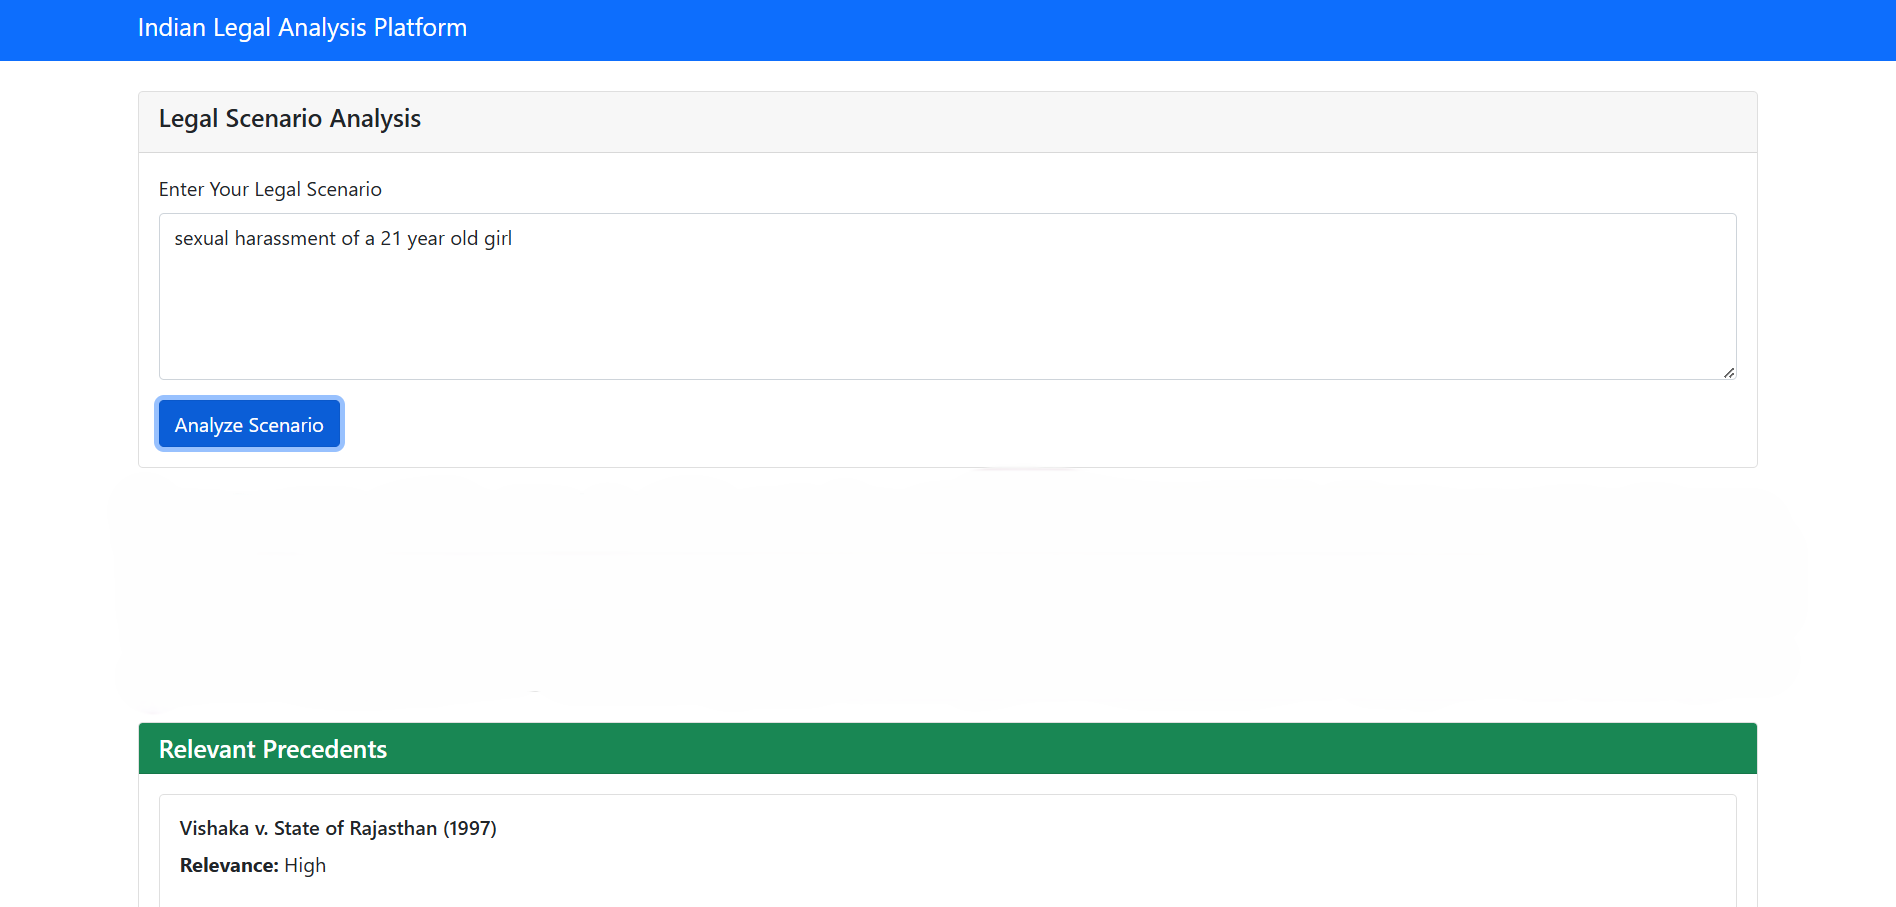 Indian Legal Analysis Platform
Legal Scenario Analysis
Enter Your Legal Scenario
sexual harassment of a 21 year old girl
Analyze Scenario
Relevant Precedents
Vishaka v. State of Rajasthan (1997)
Relevance: High